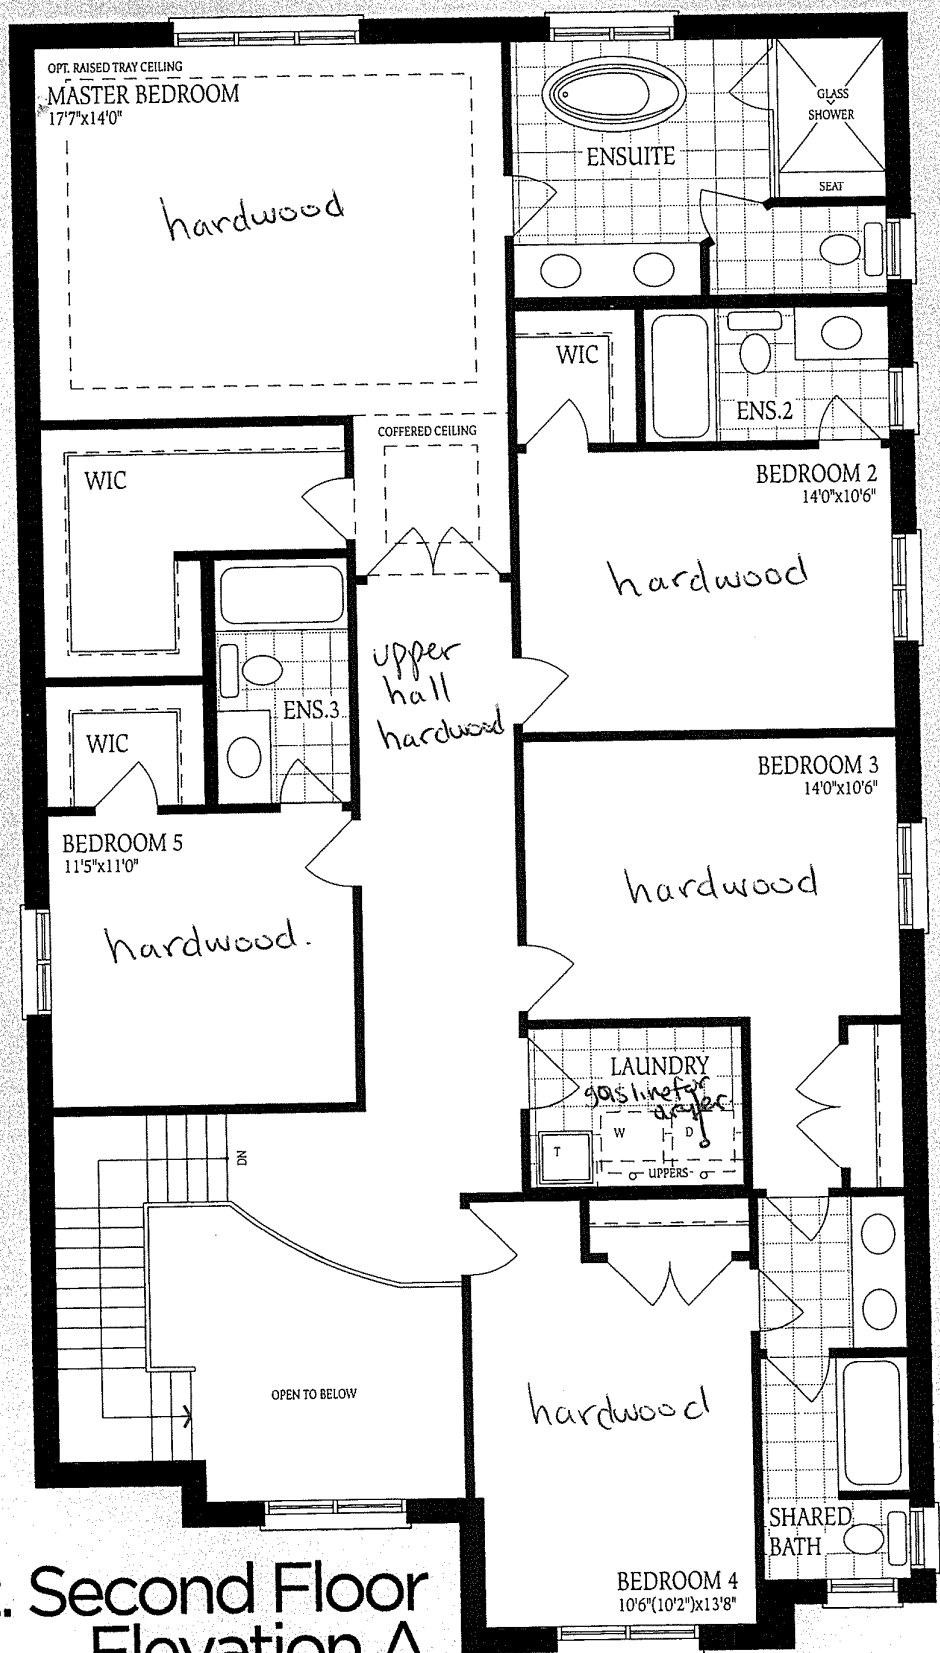 OPT. RAISED TRAY CEILING
MASTER BEDROOM
17'7"x14'0"
hardwood
ENSUITE
GLASS
SHOWER
SEAT
WIC
ENS.2
COFFERED CEILING
WIC
BEDROOM 2
14'0"x10'6"
hardwood
upper
hall
hardwood
ENS.3
WIC
BEDROOM 3
14'0"x10'6"
hardwood
BEDROOM 5
11'5"x11'0"
hardwood.
LAUNDRY
gas line for
dryer
W
D
T
UPPERS
DN
OPEN TO BELOW
hardwood
SHARED
BATH
BEDROOM 4
10'6"(10'2")x13'8"
. Second Floor
Elevation A